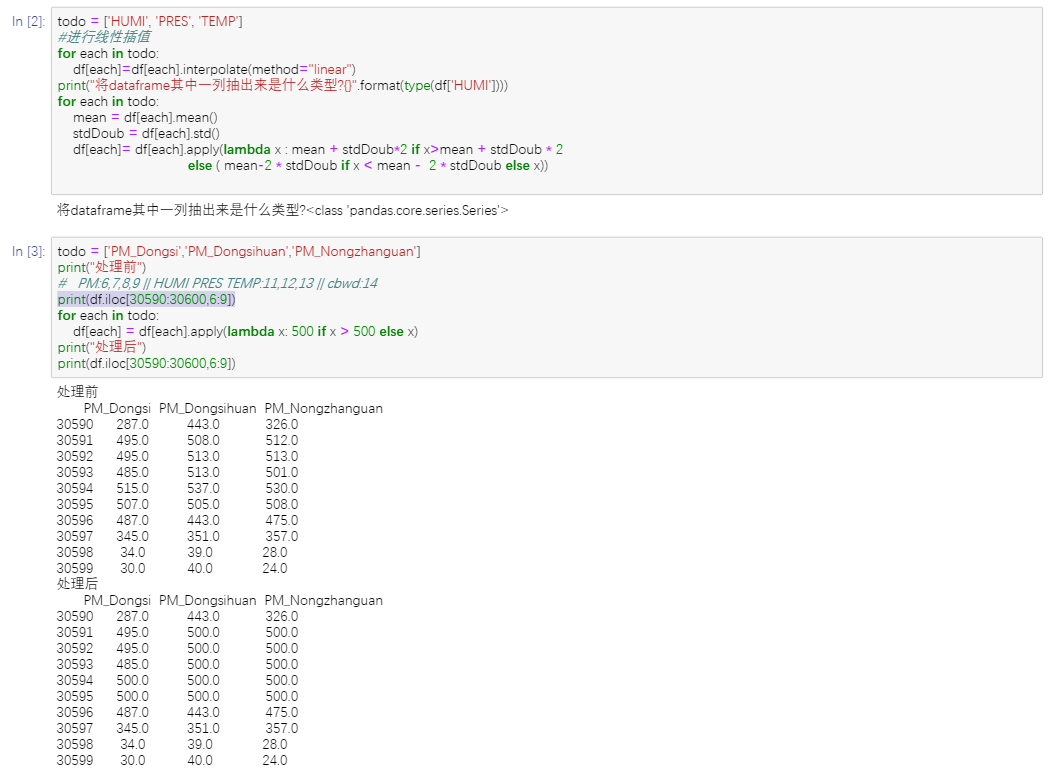 In [2]: todo = ['HUMI', 'PRES', 'TEMP']
#进行线性插值
for each in todo:
    df[each]=df[each].interpolate(method="linear")
print("将dataframe其中一列抽出来是什么类型?{}".format(type(df['HUMI'])))
for each in todo:
    mean = df[each].mean()
    stdDoub = df[each].std()
    df[each]= df[each].apply(lambda x : mean + stdDoub*2 if x>mean + stdDoub * 2
                             else ( mean-2 * stdDoub if x < mean -  2 * stdDoub else x))
将dataframe其中一列抽出来是什么类型?<class 'pandas.core.series.Series'>
In [3]: todo = ['PM_Dongsi','PM_Dongsihuan','PM_Nongzhanguan']
print("处理前")
#   PM:6,7,8,9 || HUMI PRES TEMP:11,12,13 || cbwd:14
print(df.iloc[30590:30600,6:9])
for each in todo:
    df[each] = df[each].apply(lambda x: 500 if x > 500 else x)
print("处理后")
print(df.iloc[30590:30600,6:9])
处理前
       PM_Dongsi  PM_Dongsihuan  PM_Nongzhanguan
30590      287.0          443.0            326.0
30591      495.0          508.0            512.0
30592      495.0          513.0            513.0
30593      485.0          513.0            501.0
30594      515.0          537.0            530.0
30595      507.0          505.0            508.0
30596      487.0          443.0            475.0
30597      345.0          351.0            357.0
30598       34.0           39.0             28.0
30599       30.0           40.0             24.0
处理后
       PM_Dongsi  PM_Dongsihuan  PM_Nongzhanguan
30590      287.0          443.0            326.0
30591      495.0          500.0            500.0
30592      495.0          500.0            500.0
30593      485.0          500.0            500.0
30594      500.0          500.0            500.0
30595      500.0          500.0            500.0
30596      487.0          443.0            475.0
30597      345.0          351.0            357.0
30598       34.0           39.0             28.0
30599       30.0           40.0             24.0